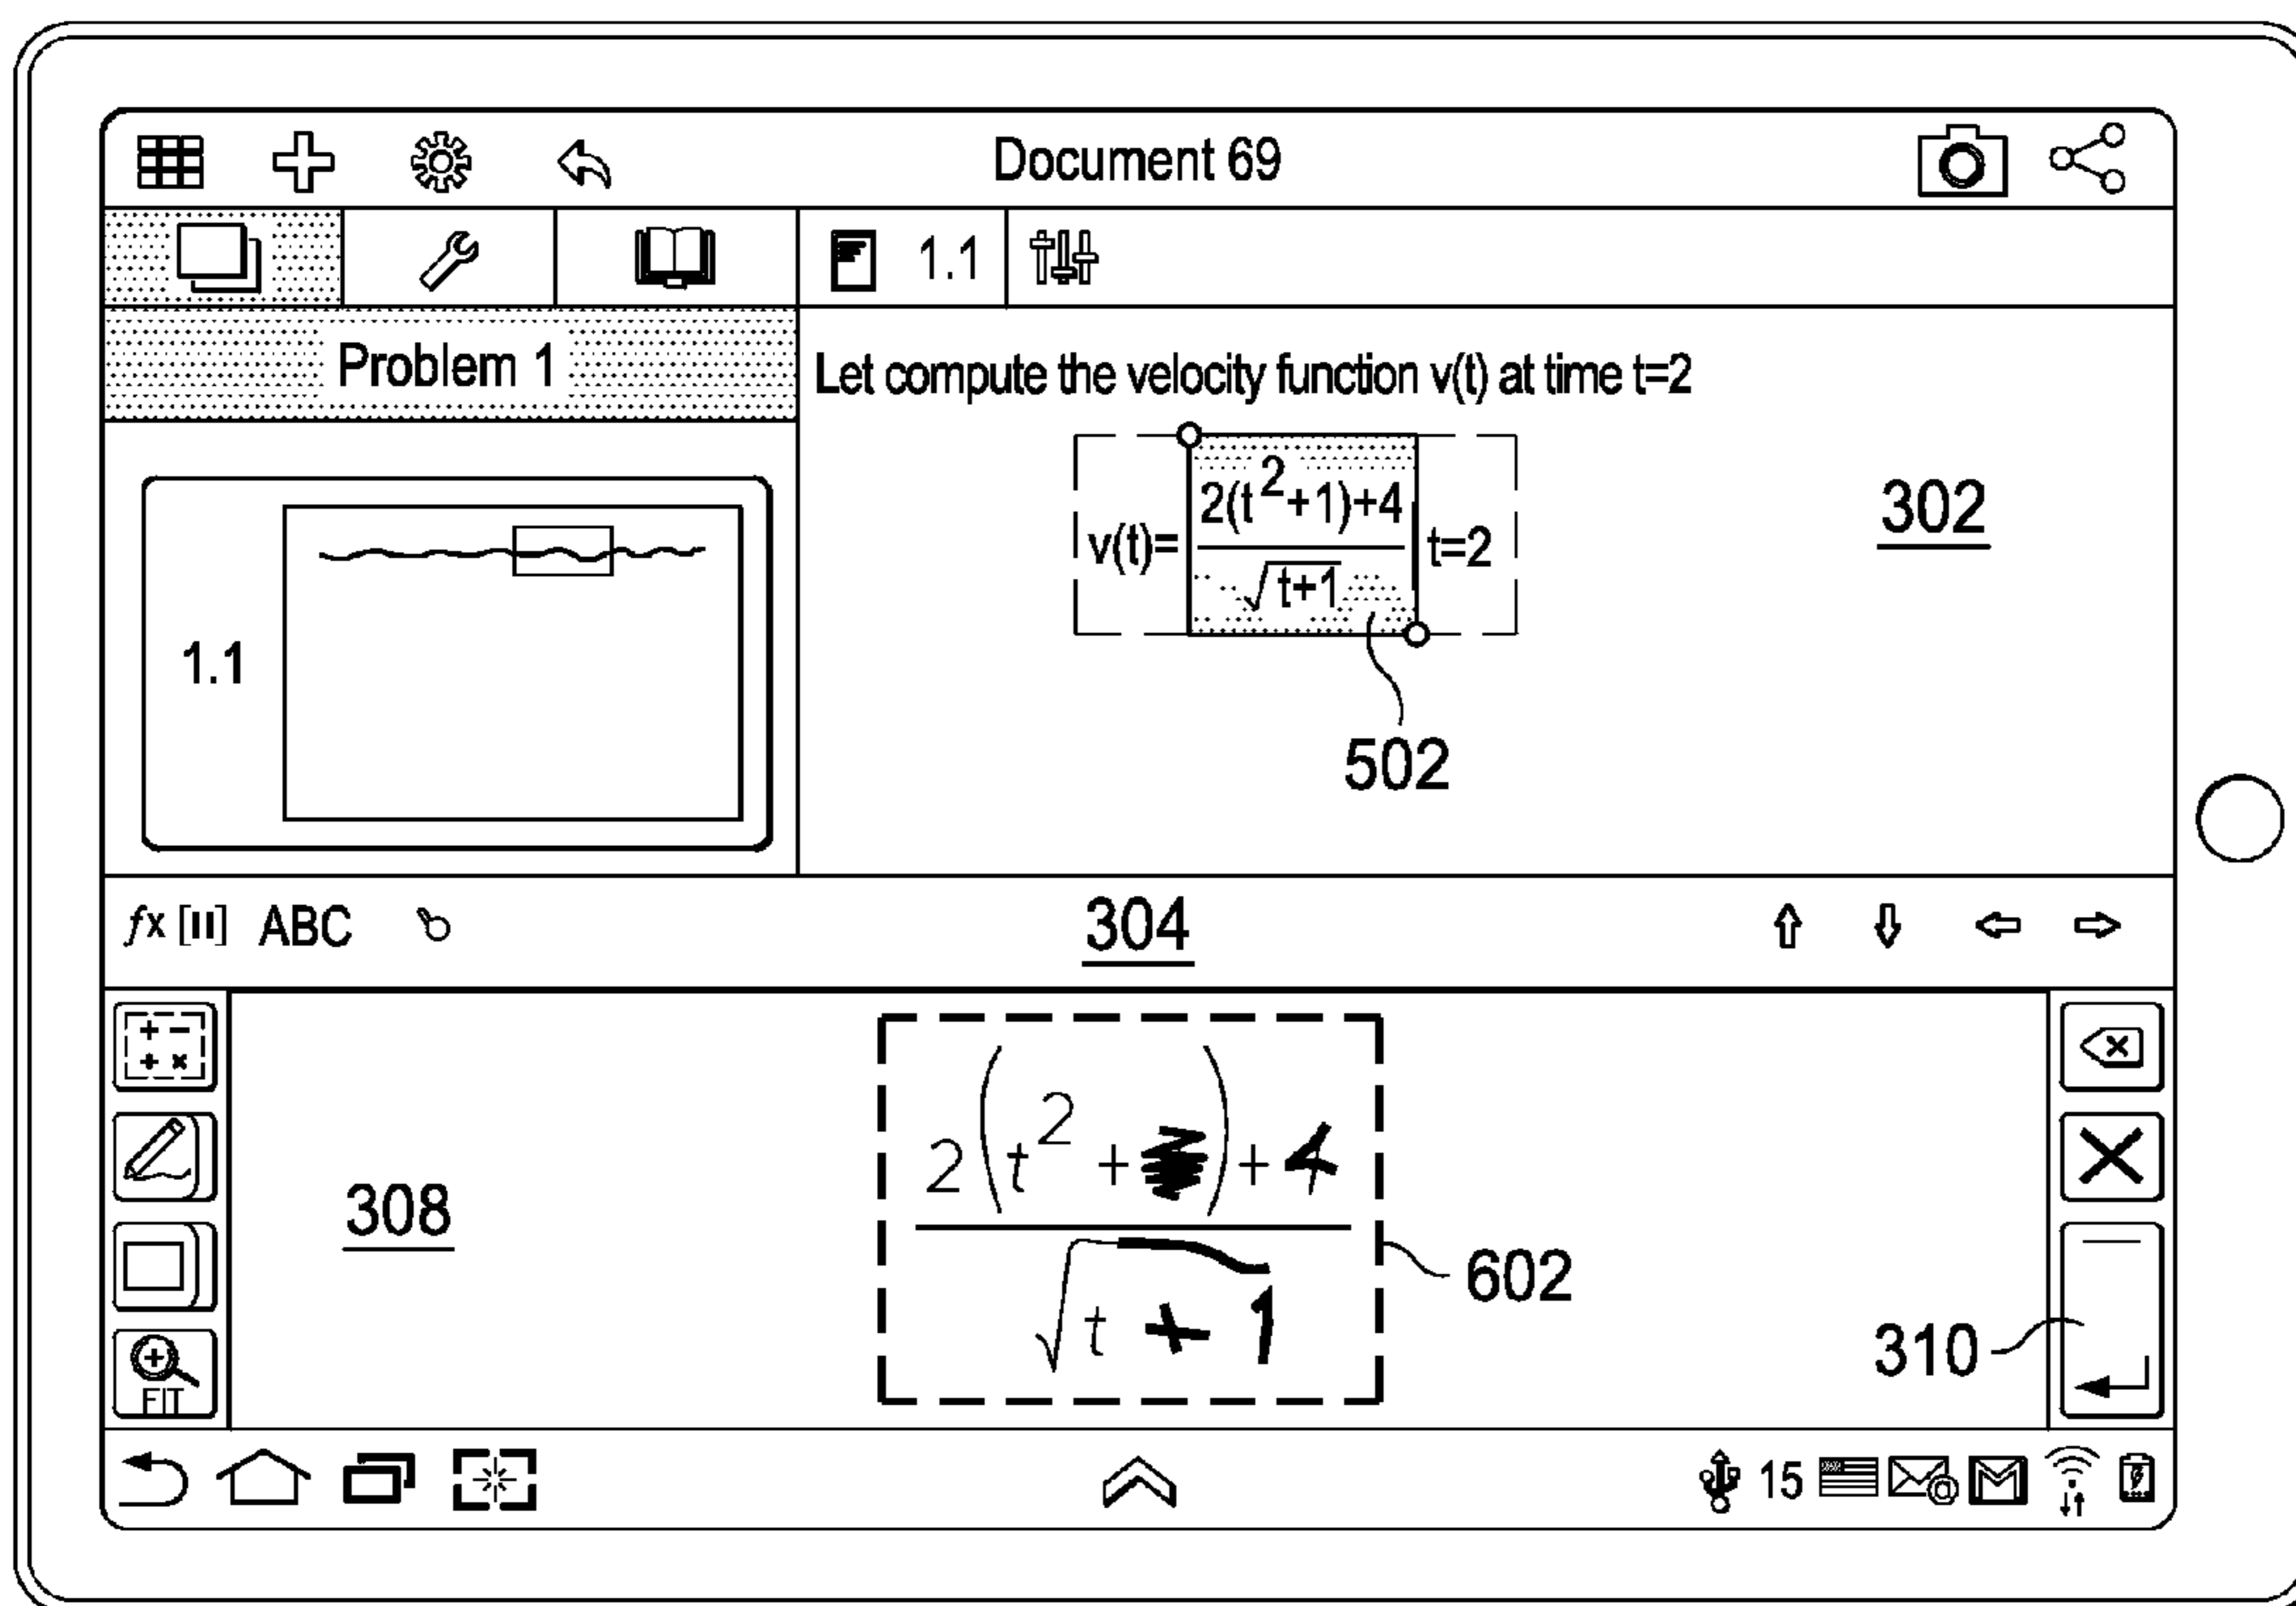 Document 69
1.1
Problem 1
Let compute the velocity function v(t) at time t=2
v(t)= 2(t²+1)+4 / √t+1 | t=2
302
1.1
502
fx [ ] ABC
304
308
2(t² + ) + 4
√t + 1
602
310
FIT
15